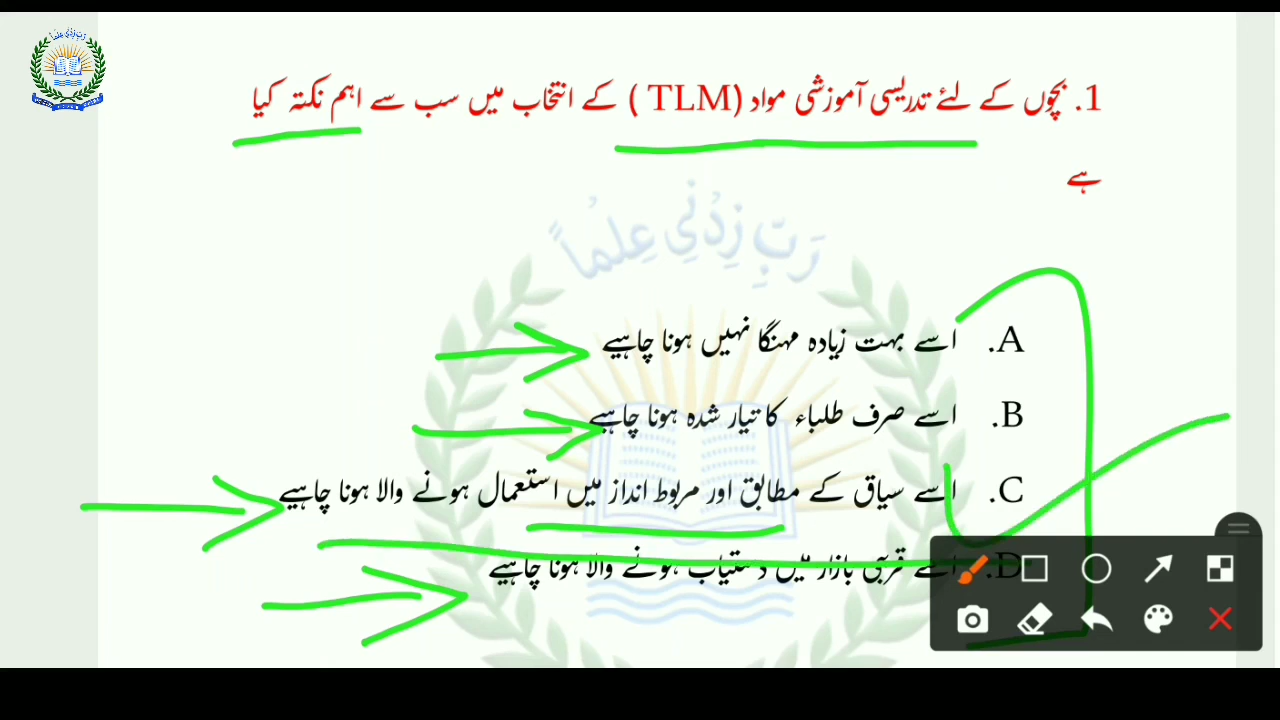 1. بچوں کے لئے تدریسی آموزشی مواد (TLM ) کے انتخاب میں سب سے اہم نکتہ کیا
ہے
رَبِّ زِدْنِي عِلْماً
A. اسے بہت زیادہ مہنگا نہیں ہونا چاہیے
B. اسے صرف طلباء کا تیار شدہ ہونا چاہیے
C. اسے سیاق کے مطابق اور مربوط انداز میں استعمال ہونے والا ہونا چاہیے
D. اسے قریبی بازار میں دستیاب ہونے والا ہونا چاہیے